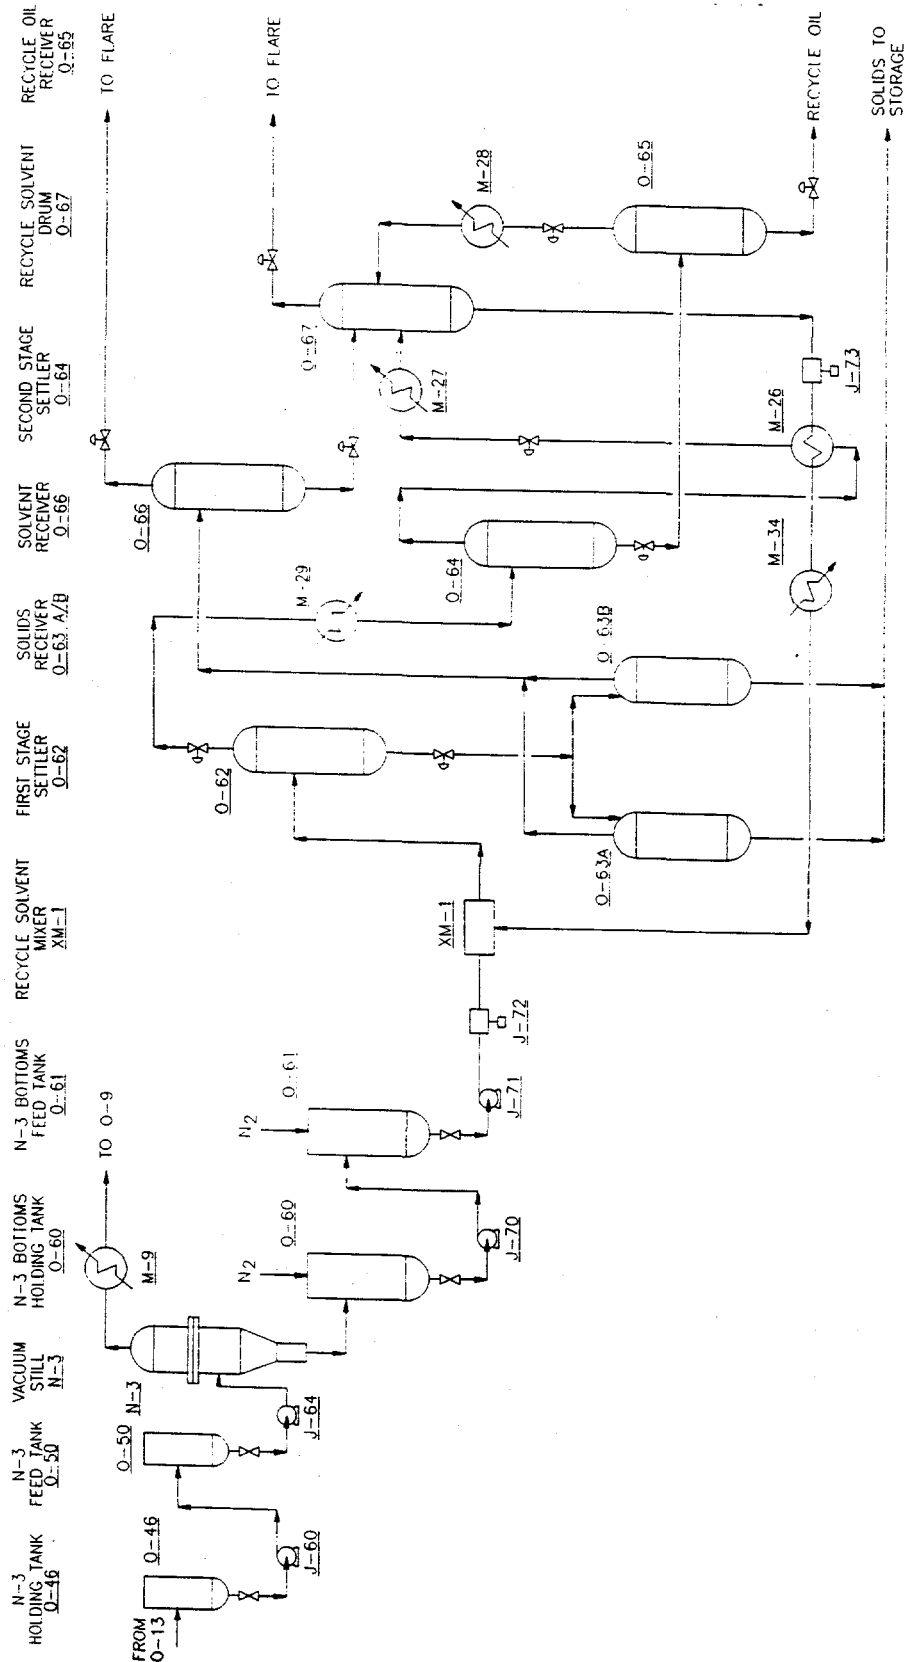 N-3
HOLDING TANK
O-46
N-3
FEED TANK
O-50
VACUUM
STILL
N-3
N-3 BOTTOMS
HOLDING TANK
O-60
N-3 BOTTOMS
FEED TANK
O-61
RECYCLE SOLVENT
MIXER
XM-1
FIRST STAGE
SETTLER
O-62
SOLIDS
RECEIVER
O-63 A/B
SOLVENT
RECEIVER
O-66
SECOND STAGE
SETTLER
O-64
RECYCLE SOLVENT
DRUM
O-67
RECYCLE OIL
RECEIVER
O-65
FROM
O-13
O-46
J-60
O-50
J-64
N-3
M-9
TO O-9
N2
O-60
J-70
N2
O-61
J-71
J-72
XM-1
O-62
O-63A
O-63B
M-29
O-66
O-64
M-34
M-26
J-73
M-27
O-67
M-28
O-65
TO FLARE
TO FLARE
RECYCLE OIL
SOLIDS TO
STORAGE